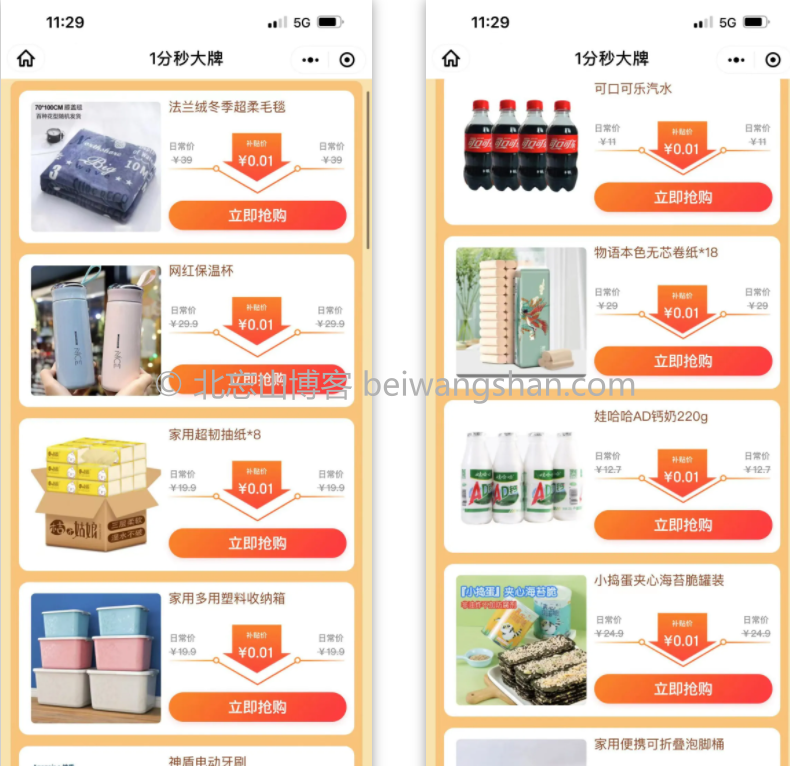 11:29
5G
1分秒大牌
70*100CM 膝盖毯
百种花型随机发货
法兰绒冬季超柔毛毯
日常价
¥39
补贴价
¥0.01
日常价
¥39
立即抢购
网红保温杯
日常价
¥29.9
补贴价
¥0.01
日常价
¥29.9
立即抢购
家用超韧抽纸*8
日常价
¥19.9
补贴价
¥0.01
日常价
¥19.9
立即抢购
家用多用塑料收纳箱
日常价
¥19.9
补贴价
¥0.01
日常价
¥19.9
立即抢购
神盾电动牙刷
11:29
5G
1分秒大牌
可口可乐汽水
日常价
¥11
补贴价
¥0.01
日常价
¥11
立即抢购
物语本色无芯卷纸*18
日常价
¥29
补贴价
¥0.01
日常价
¥29
立即抢购
娃哈哈AD钙奶220g
日常价
¥12.7
补贴价
¥0.01
日常价
¥12.7
立即抢购
『小捣蛋』夹心海苔脆
小捣蛋夹心海苔脆罐装
日常价
¥24.9
补贴价
¥0.01
日常价
¥24.9
立即抢购
家用便携可折叠泡脚桶
© 北忘山博客 beiwangshan.com